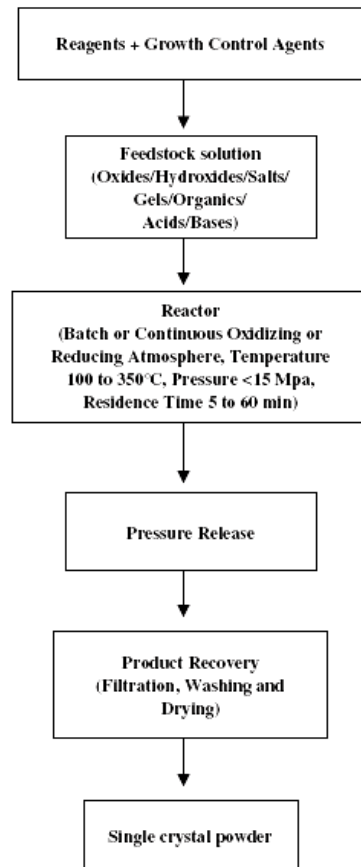 Reagents + Growth Control Agents
Feedstock solution
(Oxides/Hydroxides/Salts/
Gels/Organics/
Acids/Bases)
Reactor
(Batch or Continuous Oxidizing or
Reducing Atmosphere, Temperature
100 to 350°C, Pressure <15 Mpa,
Residence Time 5 to 60 min)
Pressure Release
Product Recovery
(Filtration, Washing and
Drying)
Single crystal powder